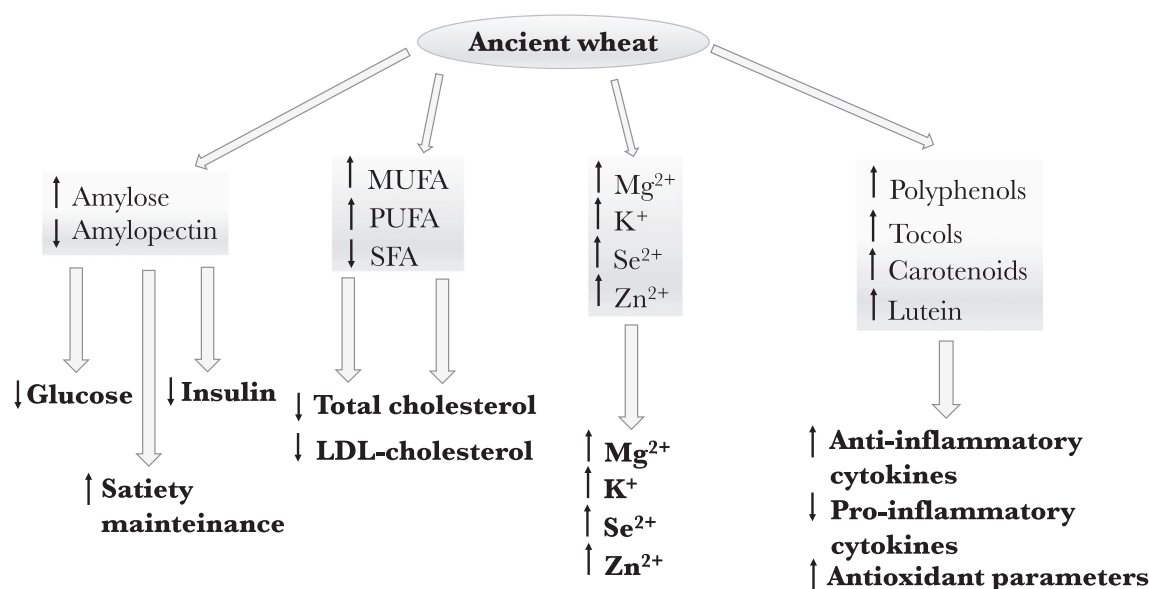 Ancient wheat
↑ Amylose
↓ Amylopectin
↑ MUFA
↑ PUFA
↓ SFA
↑ Mg²⁺
↑ K⁺
↑ Se²⁺
↑ Zn²⁺
↑ Polyphenols
↑ Tocols
↑ Carotenoids
↑ Lutein
↓ Glucose
↓ Insulin
↑ Satiety
mainteinance
↓ Total cholesterol
↓ LDL-cholesterol
↑ Mg²⁺
↑ K⁺
↑ Se²⁺
↑ Zn²⁺
↑ Anti-inflammatory
cytokines
↓ Pro-inflammatory
cytokines
↑ Antioxidant parameters